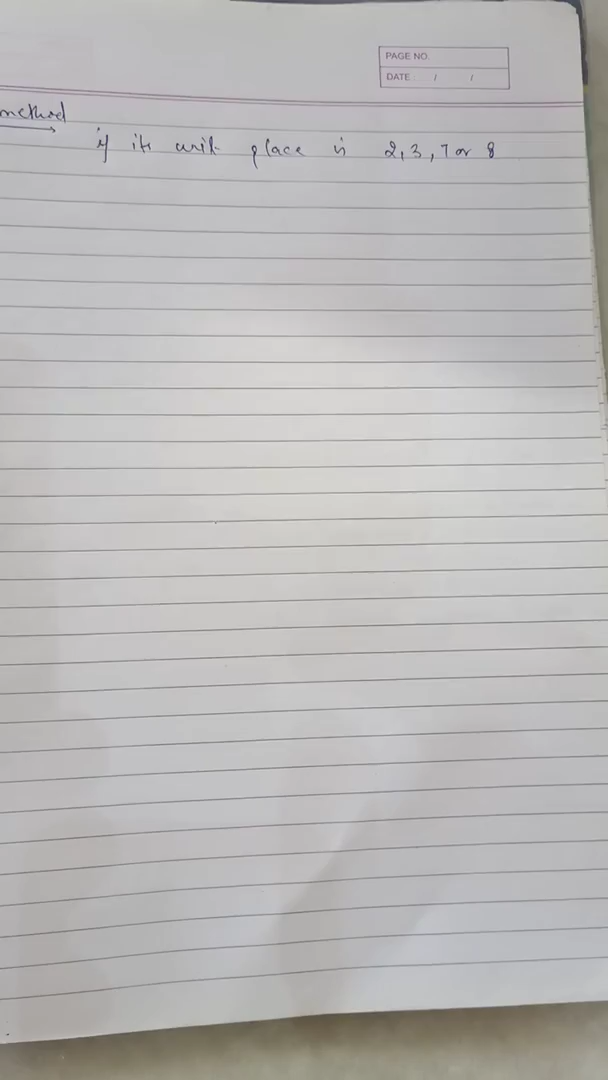 PAGE NO.
DATE / /
method
if its unit place is 2, 3, 7 or 8